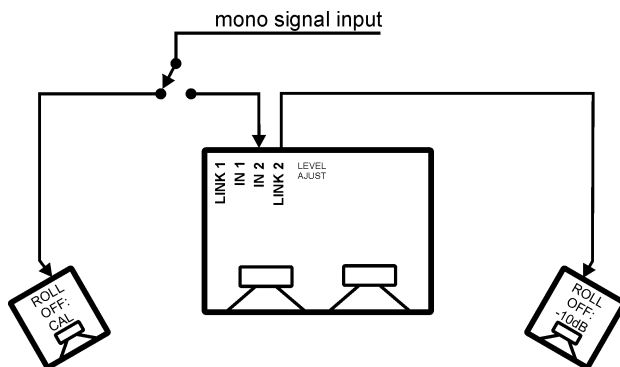 mono signal input
LINK 1
IN 1
IN 2
LINK 2
LEVEL
AJUST
ROLL
OFF:
CAL
ROLL
OFF:
-10dB